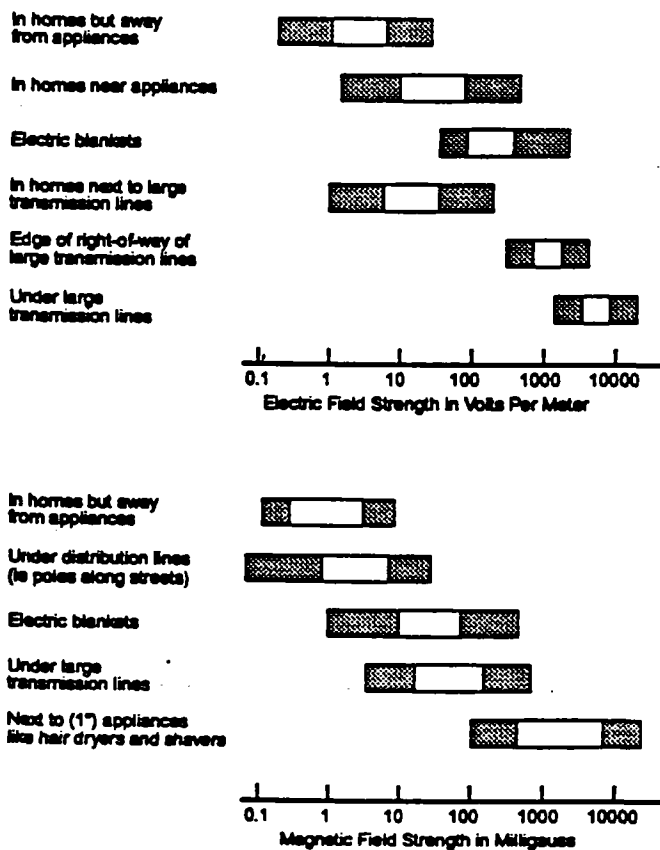 In homes but away
from appliances
In homes near appliances
Electric blankets
In homes next to large
transmission lines
Edge of right-of-way of
large transmission lines
Under large
transmission lines
0.1 1 10 100 1000 10000
Electric Field Strength in Volts Per Meter
In homes but away
from appliances
Under distribution lines
(ie poles along streets)
Electric blankets
Under large
transmission lines
Next to (1") appliances
like hair dryers and shavers
0.1 1 10 100 1000 10000
Magnetic Field Strength in Milligauss